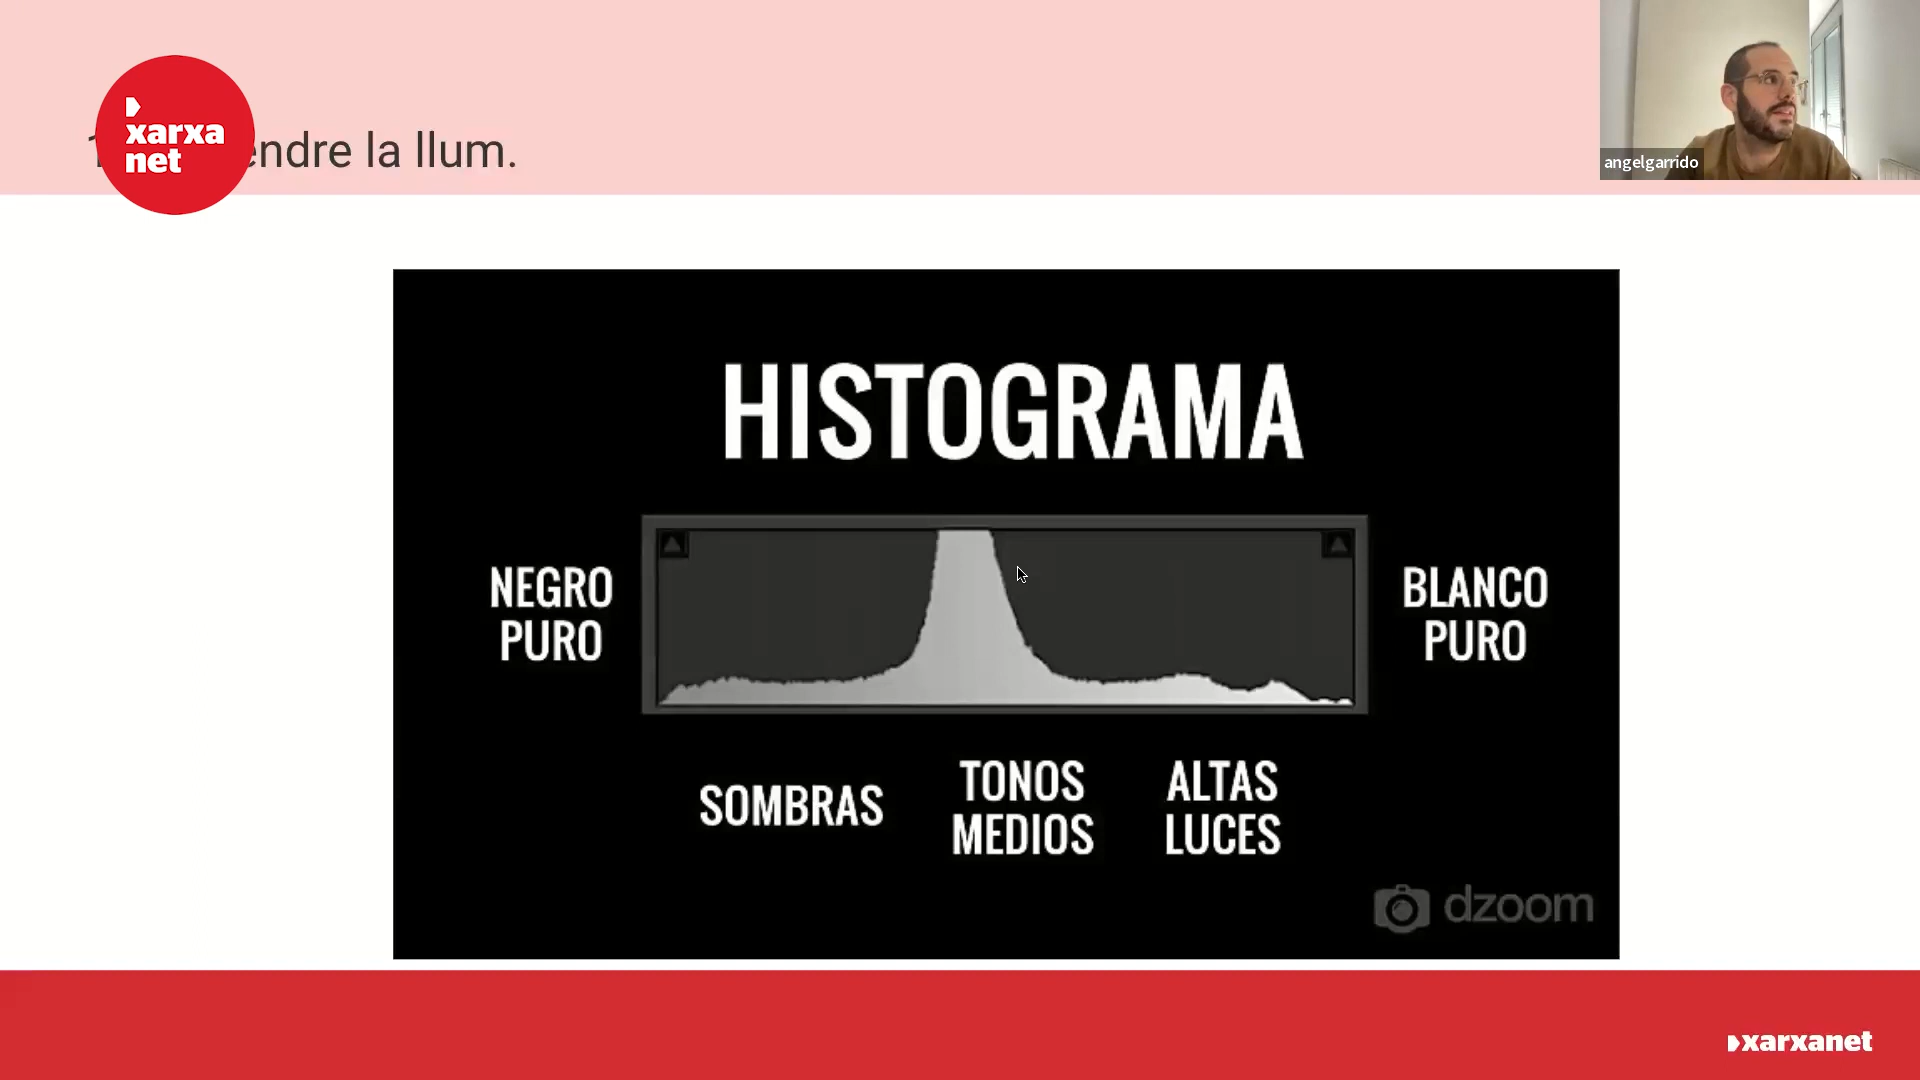 xarxa
net
endre la llum.
angelgarrido
HISTOGRAMA
NEGRO
PURO
BLANCO
PURO
SOMBRAS
TONOS
MEDIOS
ALTAS
LUCES
dzoom
xarxanet